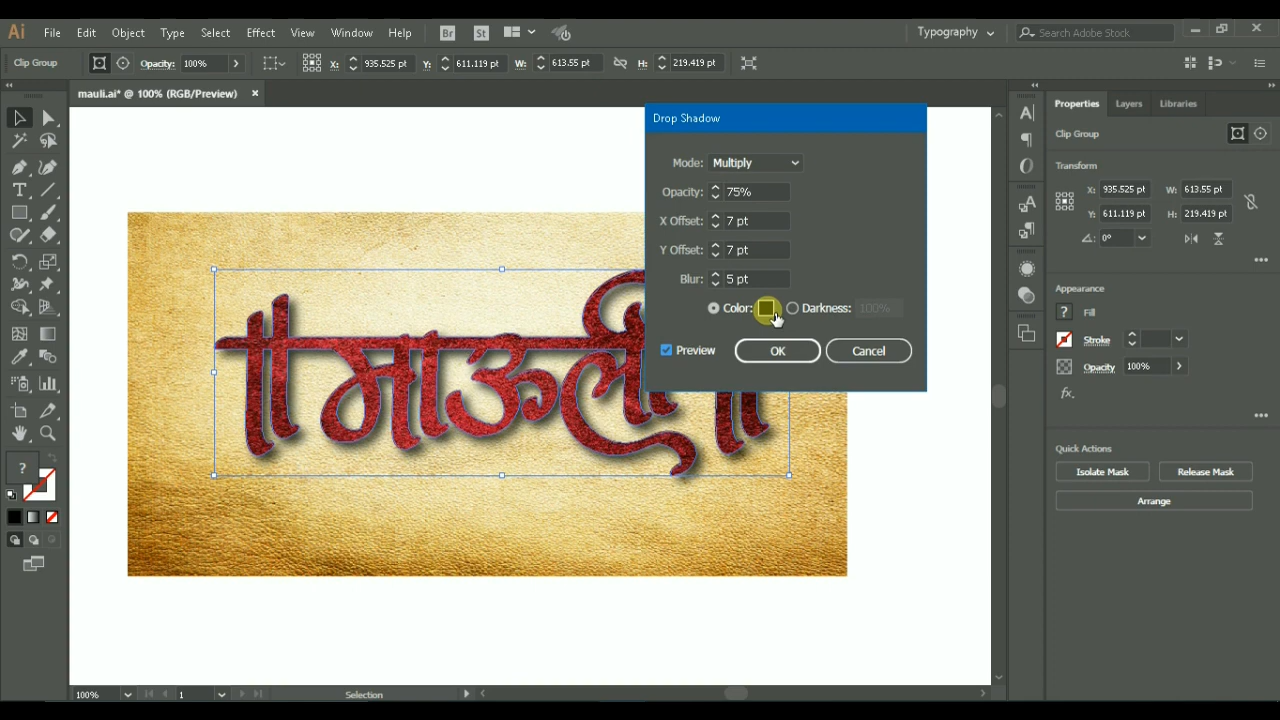 Ai File Edit Object Type Select Effect View Window Help Br St Typography Search Adobe Stock
Clip Group Opacity: 100% X: 935.525 pt Y: 611.119 pt W: 613.55 pt H: 219.419 pt
mauli.ai* @ 100% (RGB/Preview)
Drop Shadow
Mode: Multiply
Opacity: 75%
X Offset: 7 pt
Y Offset: 7 pt
Blur: 5 pt
Color: Darkness: 100%
Preview OK Cancel
॥माऊली॥
Properties Layers Libraries
Clip Group
Transform
X: 935.525 pt W: 613.55 pt
Y: 611.119 pt H: 219.419 pt
0°
Appearance
? Fill
Stroke
Opacity 100%
fx.
Quick Actions
Isolate Mask Release Mask
Arrange
?
100% 1 Selection